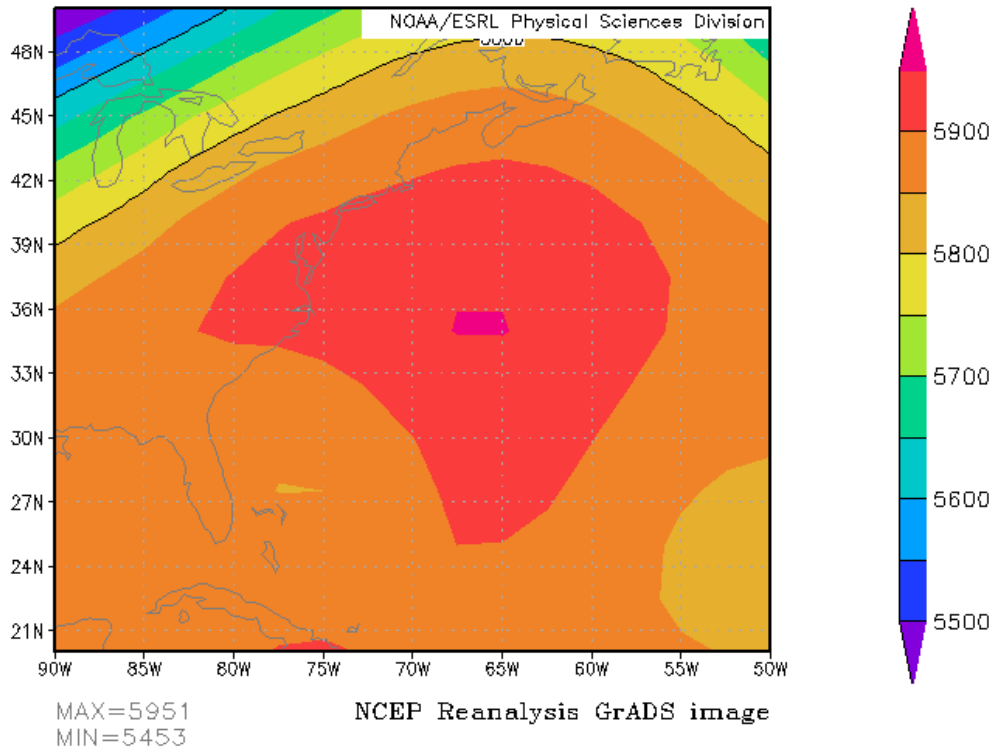 NOAA/ESRL Physical Sciences Division
48N
45N
42N
39N
36N
33N
30N
27N
24N
21N
90W 85W 80W 75W 70W 65W 60W 55W 50W
5900
5800
5700
5600
5500
MAX=5951
MIN=5453
NCEP Reanalysis GrADS image